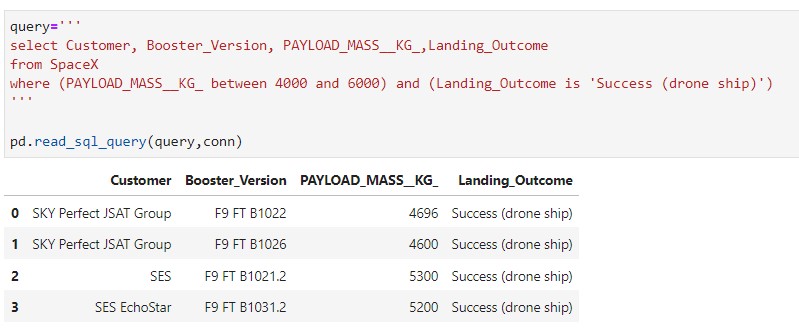 query='''
select Customer, Booster_Version, PAYLOAD_MASS__KG_,Landing_Outcome
from SpaceX
where (PAYLOAD_MASS__KG_ between 4000 and 6000) and (Landing_Outcome is 'Success (drone ship)')
'''
pd.read_sql_query(query,conn)
Customer Booster_Version PAYLOAD_MASS__KG_ Landing_Outcome
0 SKY Perfect JSAT Group F9 FT B1022 4696 Success (drone ship)
1 SKY Perfect JSAT Group F9 FT B1026 4600 Success (drone ship)
2 SES F9 FT B1021.2 5300 Success (drone ship)
3 SES EchoStar F9 FT B1031.2 5200 Success (drone ship)